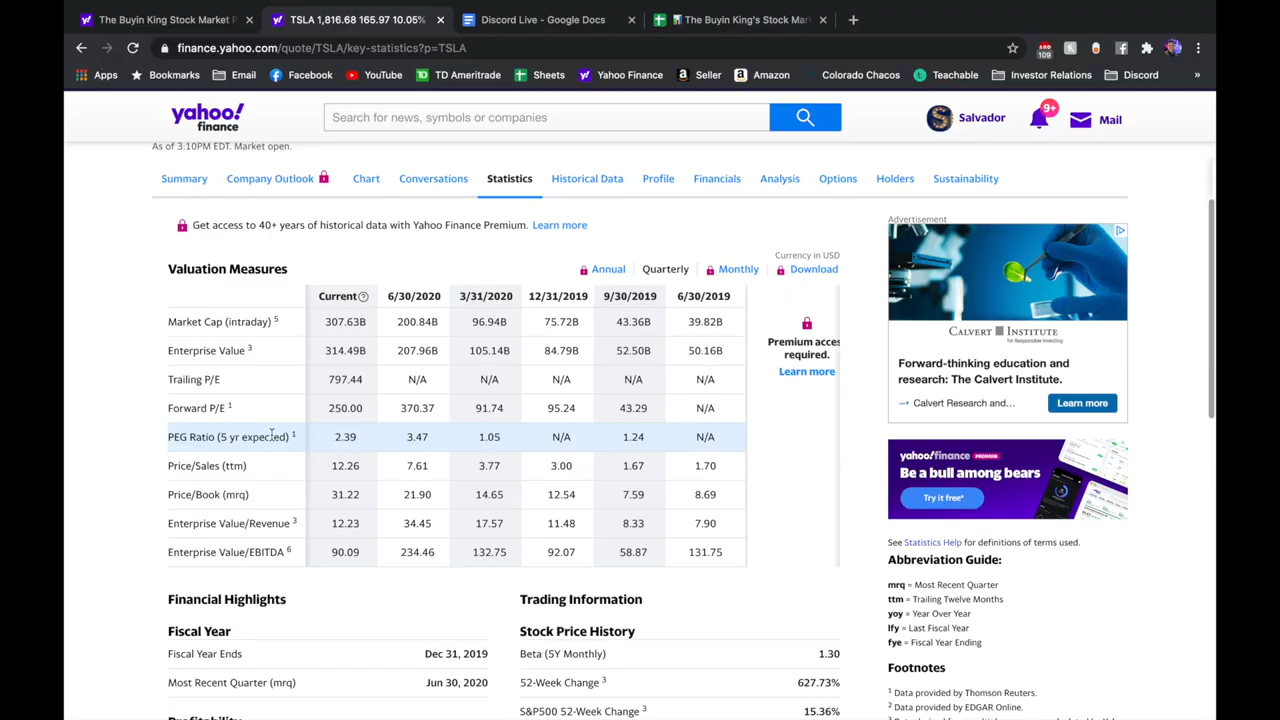 The Buyin King Stock Market P
TSLA 1,816.68 165.97 10.05%
Discord Live - Google Docs
The Buyin King's Stock Mar
finance.yahoo.com/quote/TSLA/key-statistics?p=TSLA
109
Apps Bookmarks Email Facebook YouTube TD Ameritrade Sheets Yahoo Finance Seller Amazon Colorado Chacos Teachable Investor Relations Discord »
yahoo! finance
Search for news, symbols or companies
Salvador 9+ Mail
As of 3:10PM EDT. Market open.
Summary Company Outlook Chart Conversations Statistics Historical Data Profile Financials Analysis Options Holders Sustainability
Get access to 40+ years of historical data with Yahoo Finance Premium. Learn more
Currency in USD
Valuation Measures Annual Quarterly Monthly Download
Current 6/30/2020 3/31/2020 12/31/2019 9/30/2019 6/30/2019
Market Cap (intraday) 5 307.63B 200.84B 96.94B 75.72B 43.36B 39.82B
Enterprise Value 3 314.49B 207.96B 105.14B 84.79B 52.50B 50.16B
Trailing P/E 797.44 N/A N/A N/A N/A N/A
Forward P/E 1 250.00 370.37 91.74 95.24 43.29 N/A
PEG Ratio (5 yr expected) 1 2.39 3.47 1.05 N/A 1.24 N/A
Price/Sales (ttm) 12.26 7.61 3.77 3.00 1.67 1.70
Price/Book (mrq) 31.22 21.90 14.65 12.54 7.59 8.69
Enterprise Value/Revenue 3 12.23 34.45 17.57 11.48 8.33 7.90
Enterprise Value/EBITDA 6 90.09 234.46 132.75 92.07 58.87 131.75
Premium acces
required.
Learn more
Financial Highlights
Fiscal Year
Fiscal Year Ends Dec 31, 2019
Most Recent Quarter (mrq) Jun 30, 2020
Trading Information
Stock Price History
Beta (5Y Monthly) 1.30
52-Week Change 3 627.73%
S&P500 52-Week Change 3 15.36%
Advertisement
CALVERT INSTITUTE
for Responsible Investing
Forward-thinking education and
research: The Calvert Institute.
Calvert Research and... Learn more
yahoo!finance PREMIUM
Be a bull among bears
Try it free*
See Statistics Help for definitions of terms used.
Abbreviation Guide:
mrq = Most Recent Quarter
ttm = Trailing Twelve Months
yoy = Year Over Year
lfy = Last Fiscal Year
fye = Fiscal Year Ending
Footnotes
1 Data provided by Thomson Reuters.
2 Data provided by EDGAR Online.